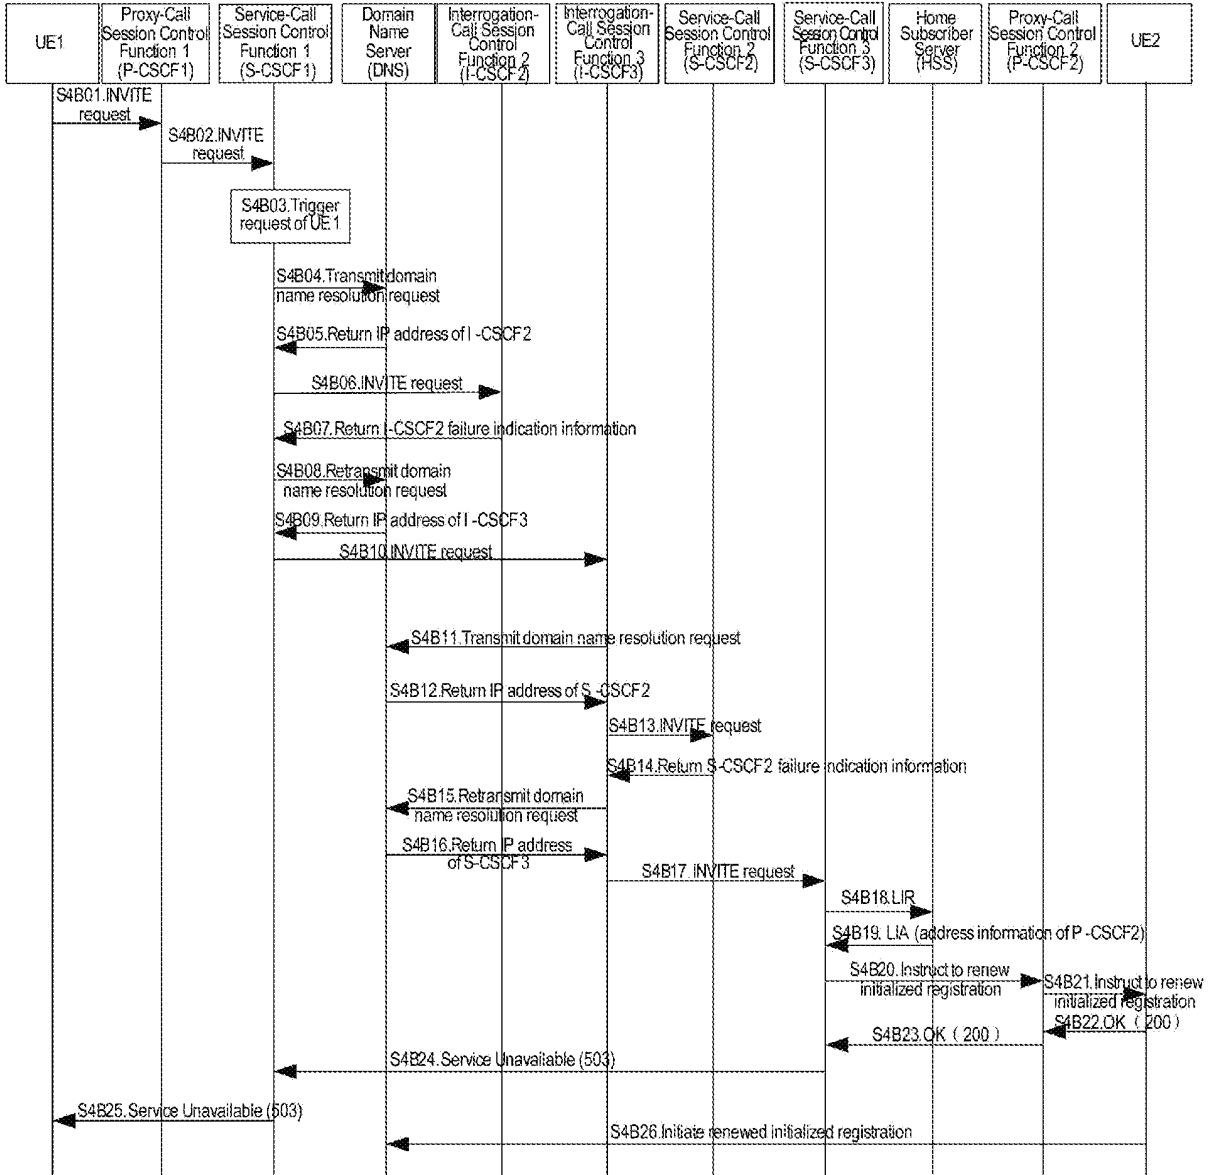 UE1
Proxy-Call
Session Control
Function 1
(P-CSCF1)
Service-Call
Session Control
Function 1
(S-CSCF1)
Domain
Name
Server
(DNS)
Interrogation-
Call Session
Control
Function 2
(I-CSCF2)
Interrogation-
Call Session
Control
Function 3
(I-CSCF3)
Service-Call
Session Control
Function 2
(S-CSCF2)
Service-Call
Session Control
Function 3
(S-CSCF3)
Home
Subscriber
Server
(HSS)
Proxy-Call
Session Control
Function 2
(P-CSCF2)
UE2
S4B01.INVITE
request
S4B02.INVITE
request
S4B03.Trigger
request of UE1
S4B04.Transmit domain
name resolution request
S4B05.Return IP address of I -CSCF2
S4B06.INVITE request
S4B07.Return I-CSCF2 failure indication information
S4B08.Retransmit domain
name resolution request
S4B09.Return IP address of I -CSCF3
S4B10.INVITE request
S4B11.Transmit domain name resolution request
S4B12.Return IP address of S -CSCF2
S4B13.INVITE request
S4B14.Return S-CSCF2 failure indication information
S4B15.Retransmit domain
name resolution request
S4B16.Return IP address
of S-CSCF3
S4B17. INVITE request
S4B18.LIR
S4B19. LIA (address information of P -CSCF2)
S4B20. Instruct to renew
initialized registration
S4B21.Instruct to renew
initialized registration
S4B22.OK ( 200 )
S4B23.OK ( 200 )
S4B24.Service Unavailable (503)
S4B25.Service Unavailable (503)
S4B26.Initiate renewed initialized registration